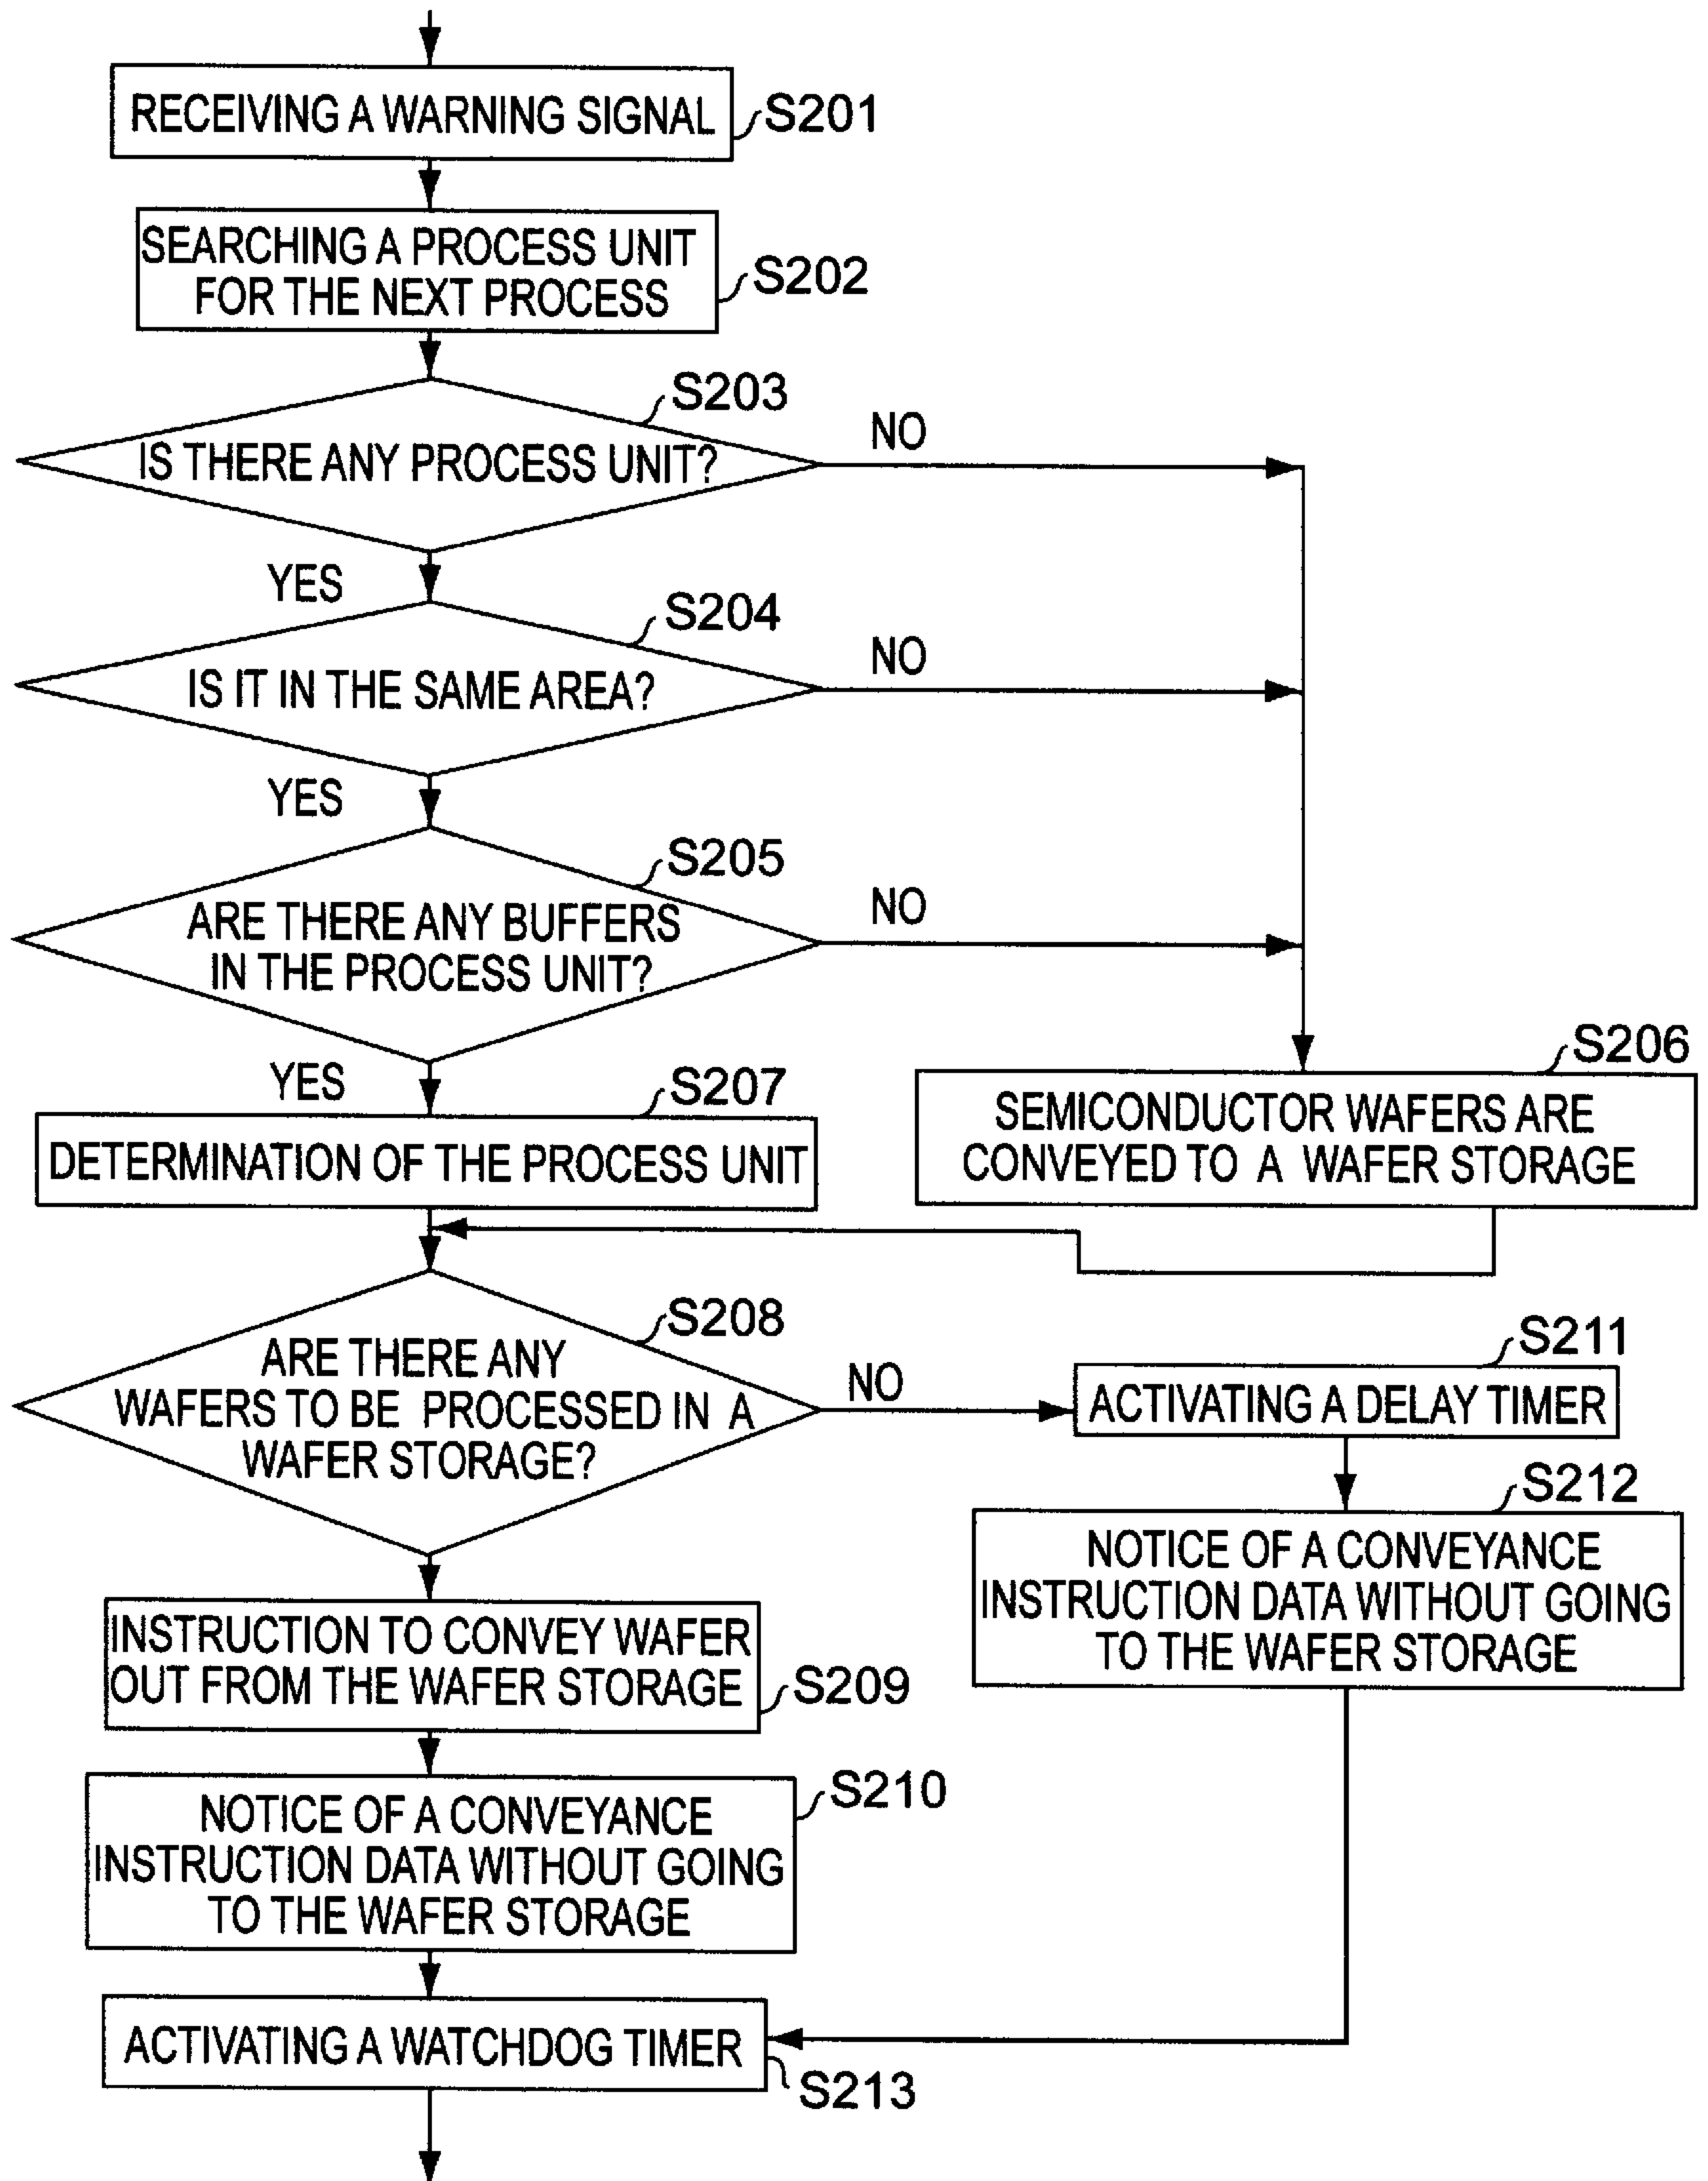 RECEIVING A WARNING SIGNAL
S201
SEARCHING A PROCESS UNIT
FOR THE NEXT PROCESS
S202
S203
IS THERE ANY PROCESS UNIT?
NO
YES
S204
IS IT IN THE SAME AREA?
NO
YES
S205
ARE THERE ANY BUFFERS
IN THE PROCESS UNIT?
NO
YES
S206
SEMICONDUCTOR WAFERS ARE
CONVEYED TO A WAFER STORAGE
S207
DETERMINATION OF THE PROCESS UNIT
S208
ARE THERE ANY
WAFERS TO BE PROCESSED IN A
WAFER STORAGE?
NO
S211
ACTIVATING A DELAY TIMER
S212
NOTICE OF A CONVEYANCE
INSTRUCTION DATA WITHOUT GOING
TO THE WAFER STORAGE
INSTRUCTION TO CONVEY WAFER
OUT FROM THE WAFER STORAGE
S209
S210
NOTICE OF A CONVEYANCE
INSTRUCTION DATA WITHOUT GOING
TO THE WAFER STORAGE
ACTIVATING A WATCHDOG TIMER
S213